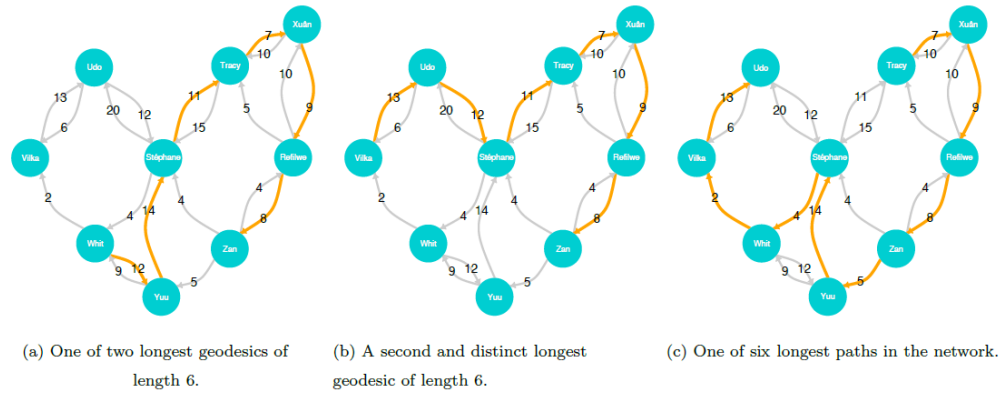 Xuân
Xuân
Xuân
7
7
7
Tracy
10
Tracy
10
Tracy
10
Udo
Udo
Udo
10
10
10
13
20
12
11
15
5
9
13
20
12
11
15
5
9
13
20
12
11
15
5
9
6
6
6
Vilka
Stéphane
Refilwe
Vilka
Stéphane
Refilwe
Vilka
Stéphane
Refilwe
2
4
14
4
4
8
2
4
14
4
4
8
2
4
14
4
4
8
Whit
Zan
Whit
Zan
Whit
Zan
9
12
5
9
12
5
9
12
5
Yuu
Yuu
Yuu
(a) One of two longest geodesics of
length 6.
(b) A second and distinct longest
geodesic of length 6.
(c) One of six longest paths in the network.